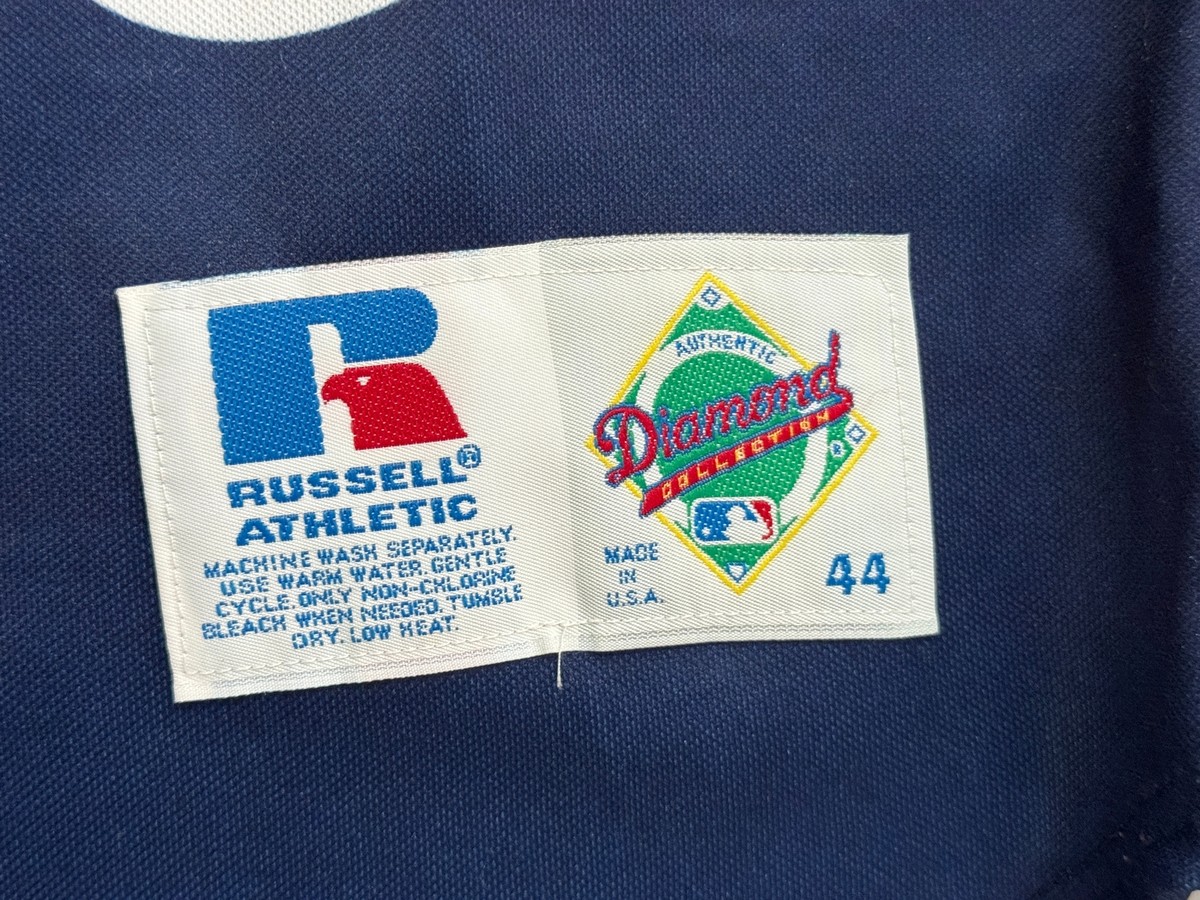 RUSSELL®
ATHLETIC
MACHINE WASH SEPARATELY.
USE WARM WATER. GENTLE
CYCLE. ONLY NON-CHLORINE
BLEACH WHEN NEEDED. TUMBLE
DRY. LOW HEAT.
AUTHENTIC
Diamond
COLLECTION
®
MADE
IN
U.S.A.
44